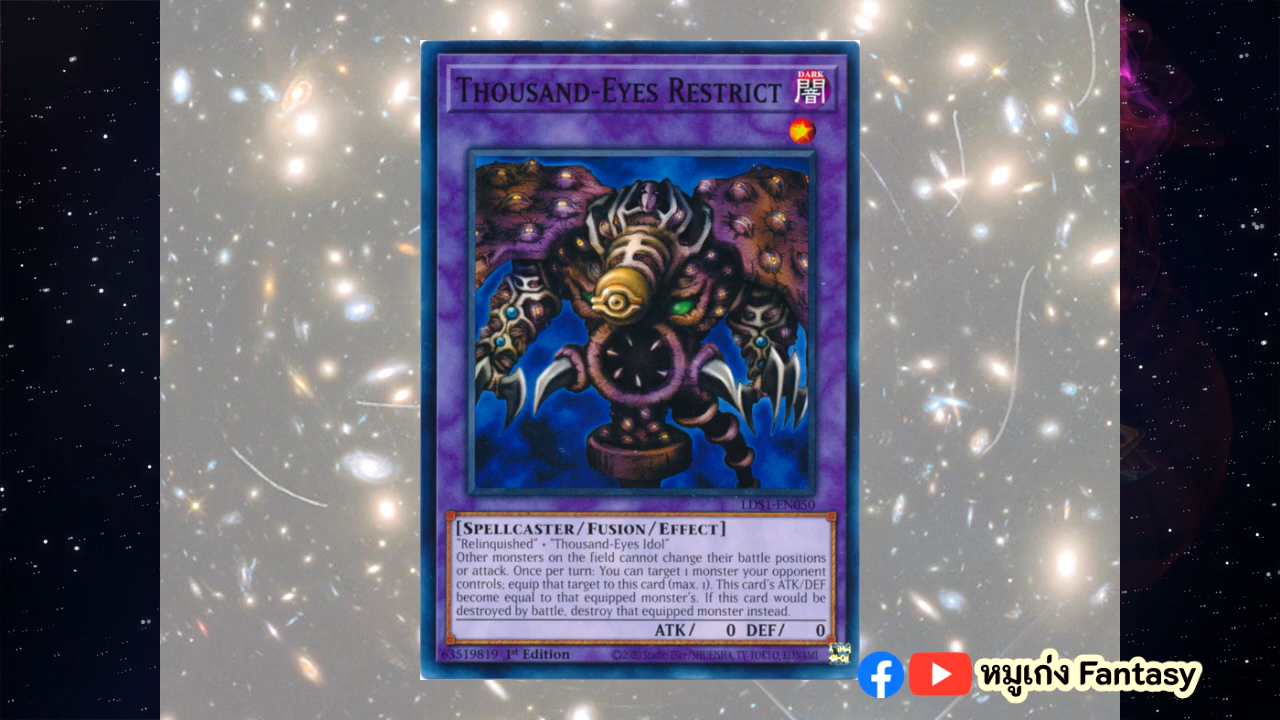 THOUSAND-EYES RESTRICT
DARK
闇
LDS1-EN050
[SPELLCASTER/FUSION/EFFECT]
"Relinquished" + "Thousand-Eyes Idol"
Other monsters on the field cannot change their battle positions
or attack. Once per turn: You can target 1 monster your opponent
controls; equip that target to this card (max. 1). This card's ATK/DEF
become equal to that equipped monster's. If this card would be
destroyed by battle, destroy that equipped monster instead.
ATK/ 0 DEF/ 0
63519819 1st Edition ©2020 Studio Dice/SHUEISHA, TV TOKYO, KONAMI
หมูเก่ง Fantasy